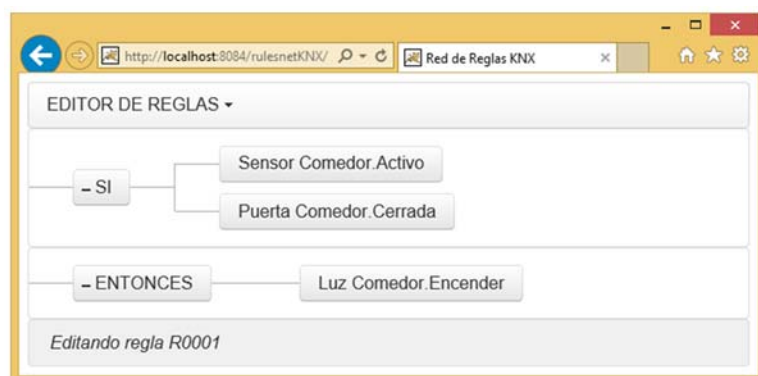 http://localhost:8084/rulesnetKNX/
Red de Reglas KNX
EDITOR DE REGLAS
– SI
Sensor Comedor.Activo
Puerta Comedor.Cerrada
– ENTONCES
Luz Comedor.Encender
Editando regla R0001